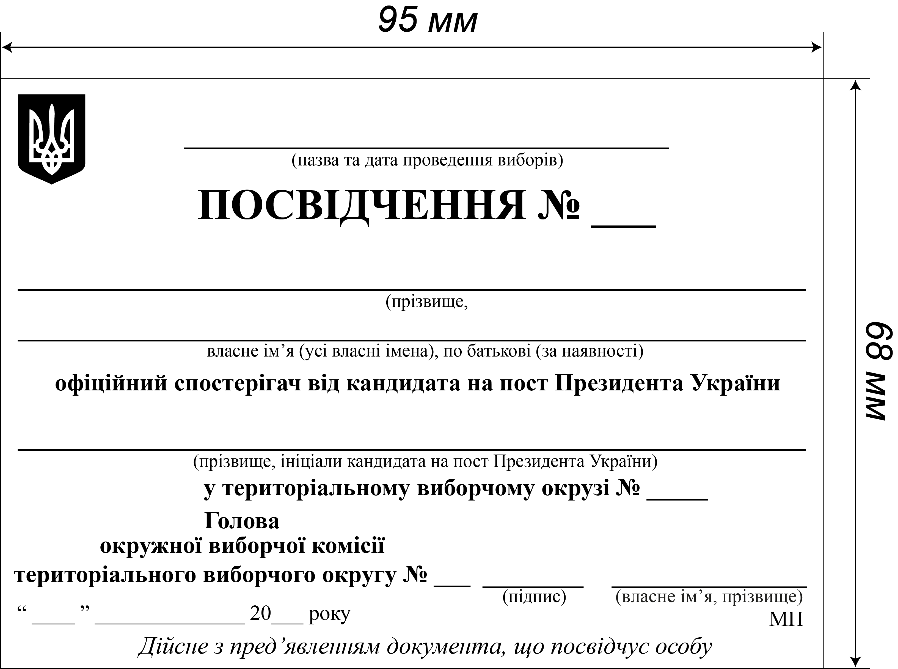 95 мм
(назва та дата проведення виборів)
ПОСВІДЧЕННЯ № ___
(прізвище,
власне ім’я (усі власні імена), по батькові (за наявності)
офіційний спостерігач від кандидата на пост Президента України
(прізвище, ініціали кандидата на пост Президента України)
у територіальному виборчому окрузі № _____
Голова
окружної виборчої комісії
територіального виборчого округу № ___
(підпис) (власне ім’я, прізвище)
“ ____ ” ______________ 20___ року МП
Дійсне з пред’явленням документа, що посвідчує особу
68 мм